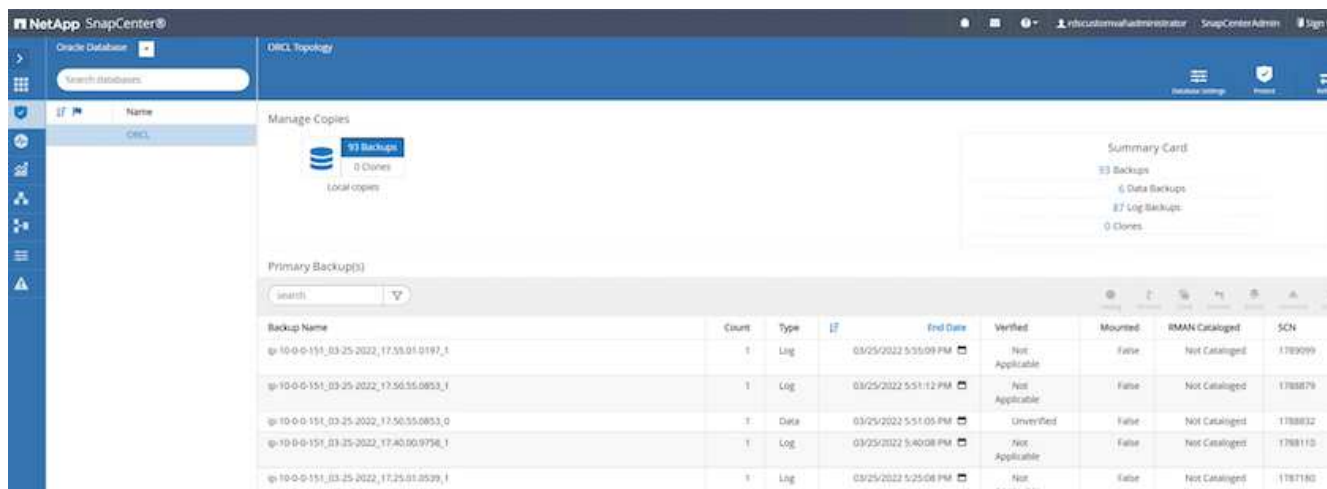 NetApp SnapCenter®
rdscustomvalhadministrator SnapCenterAdmin Sign
Oracle Database
ORCL Topology
Search databases
Database Settings
Protect
Name
ORCL
Manage Copies
93 Backups
0 Clones
Local copies
Summary Card
93 Backups
6 Data Backups
87 Log Backups
0 Clones
Primary Backup(s)
search
Backup Name Count Type End Date Verified Mounted RMAN Cataloged SCN
ip-10-0-0-151_03-25-2022_17.55.01.0197_1 1 Log 03/25/2022 5:55:09 PM Not Applicable False Not Cataloged 1789099
ip-10-0-0-151_03-25-2022_17.50.55.0853_1 1 Log 03/25/2022 5:51:12 PM Not Applicable False Not Cataloged 1788879
ip-10-0-0-151_03-25-2022_17.50.55.0853_0 1 Data 03/25/2022 5:51:05 PM Unverified False Not Cataloged 1788832
ip-10-0-0-151_03-25-2022_17.40.00.9756_1 1 Log 03/25/2022 5:40:08 PM Not Applicable False Not Cataloged 1788110
ip-10-0-0-151_03-25-2022_17.25.01.0539_1 1 Log 03/25/2022 5:25:08 PM Not False Not Cataloged 1787180